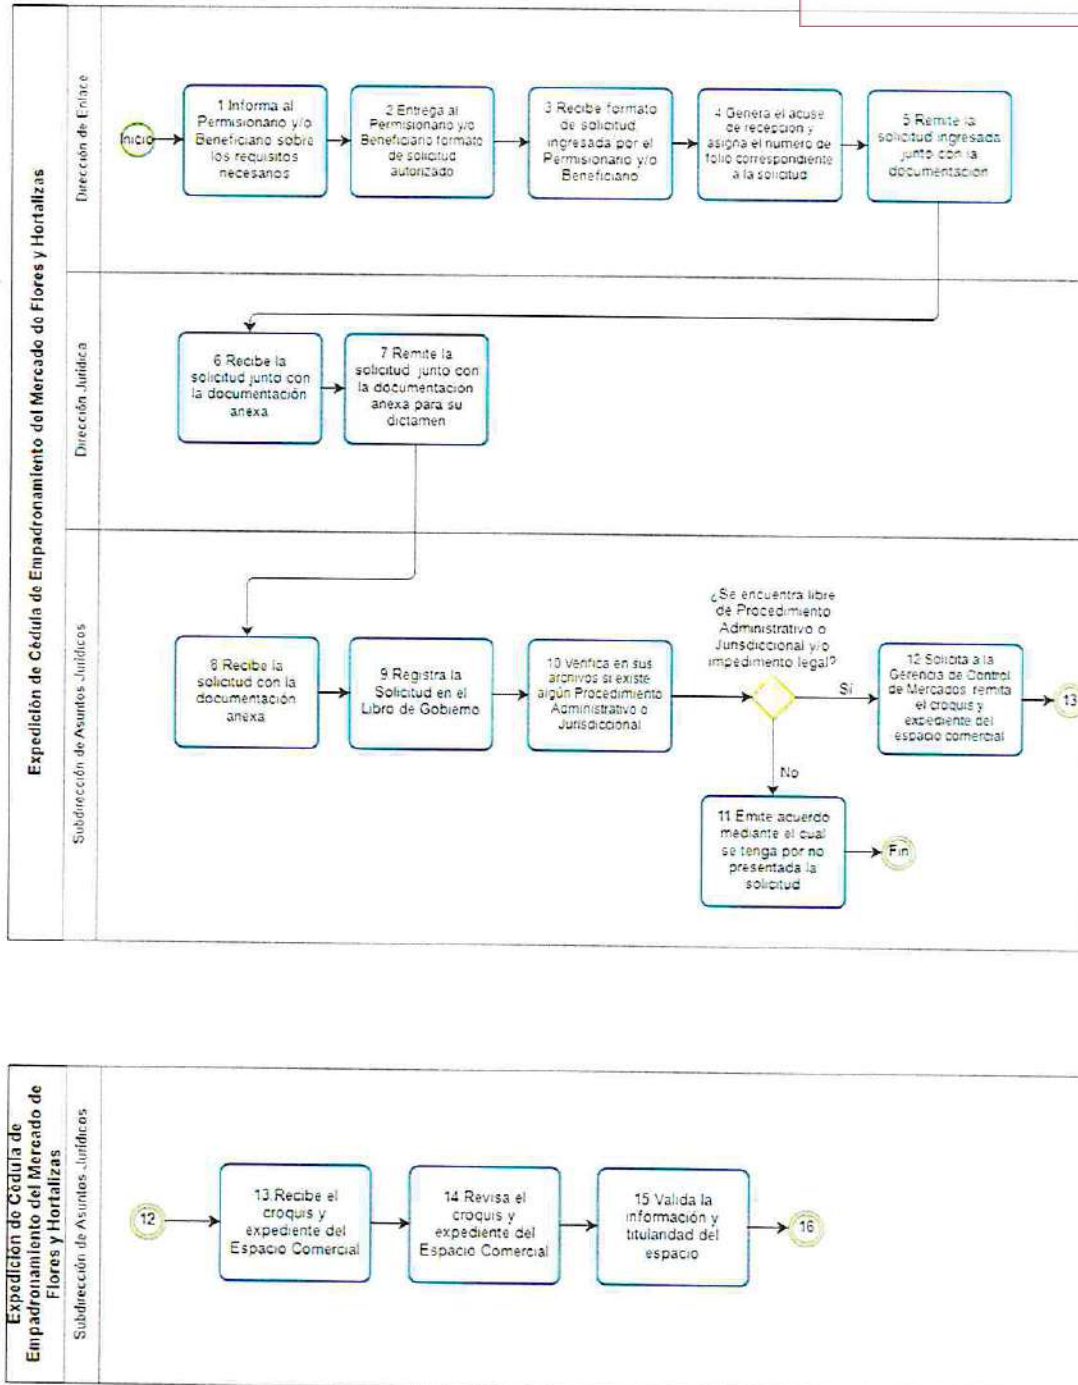 Expedición de Cédula de Empadronamiento del Mercado de Flores y Hortalizas
Dirección de Enlace
Inicio
1 Informa al
Permisionario y/o
Beneficiario sobre
los requisitos
necesarios
2 Entrega al
Permisionario y/o
Beneficiario formato
de solicitud
autorizado
3 Recibe formato
de solicitud
ingresada por el
Permisionario y/o
Beneficiario
4 Genera el acuse
de recepción y
asigna el número de
folio correspondiente
a la solicitud
5 Remite la
solicitud ingresada
junto con la
documentación
Dirección Jurídica
6 Recibe la
solicitud junto con
la documentación
anexa
7 Remite la
solicitud junto con
la documentación
anexa para su
dictamen
Subdirección de Asuntos Jurídicos
8 Recibe la
solicitud con la
documentación
anexa
9 Registra la
Solicitud en el
Libro de Gobierno
10 Verifica en sus
archivos si existe
algún Procedimiento
Administrativo o
Jurisdiccional
¿Se encuentra libre
de Procedimiento
Administrativo o
Jurisdiccional y/o
impedimento legal?
Sí
No
12 Solicita a la
Gerencia de Control
de Mercados remita
el croquis y
expediente del
espacio comercial
13
11 Emite acuerdo
mediante el cual
se tenga por no
presentada la
solicitud
Fin
Expedición de Cédula de
Empadronamiento del Mercado de
Flores y Hortalizas
Subdirección de Asuntos Jurídicos
12
13 Recibe el
croquis y
expediente del
Espacio Comercial
14 Revisa el
croquis y
expediente del
Espacio Comercial
15 Valida la
información y
titularidad del
espacio
16